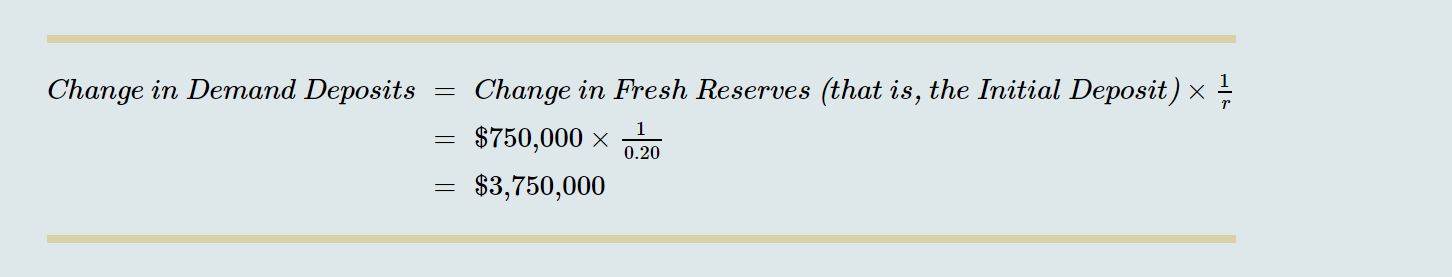 Change in Demand Deposits = Change in Fresh Reserves (that is, the Initial Deposit) × 1/r
= $750,000 × 1/0.20
= $3,750,000